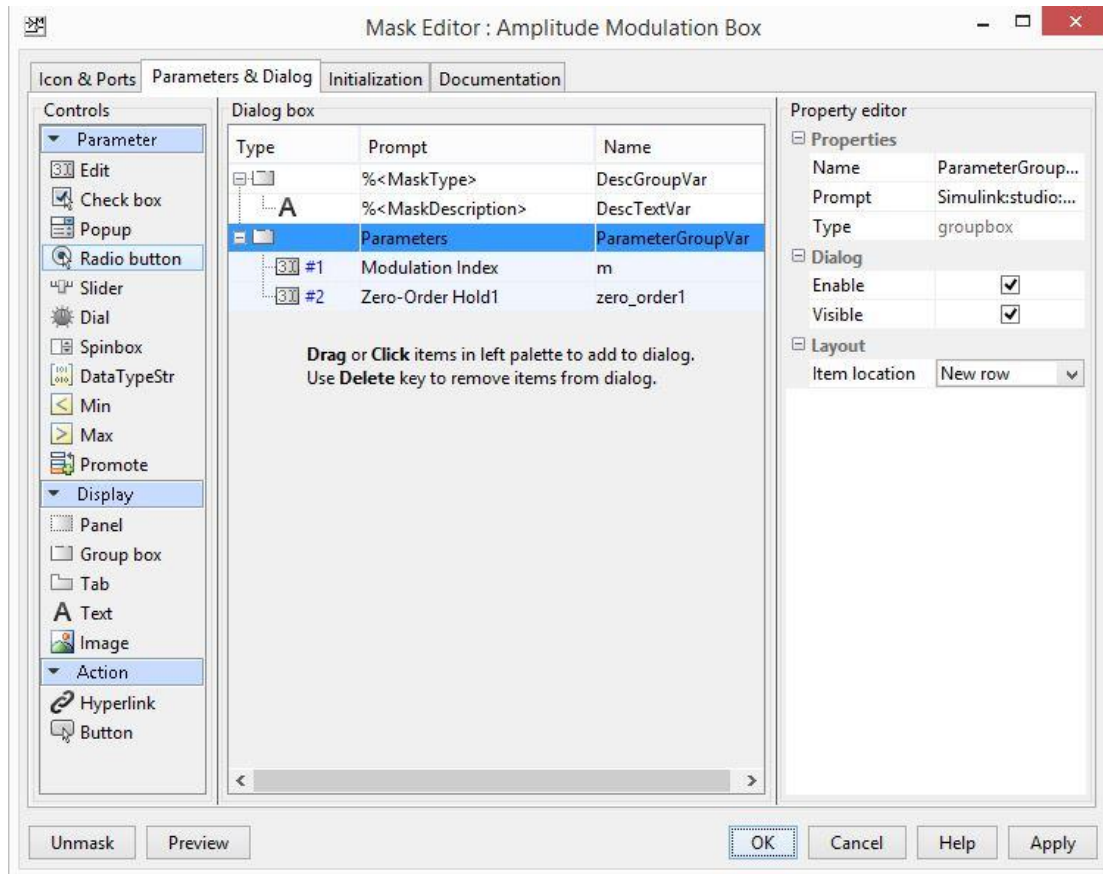 Mask Editor : Amplitude Modulation Box
Icon & Ports
Parameters & Dialog
Initialization
Documentation
Controls
Parameter
Edit
Check box
Popup
Radio button
Slider
Dial
Spinbox
DataTypeStr
Min
Max
Promote
Display
Panel
Group box
Tab
A Text
Image
Action
Hyperlink
Button
Dialog box
Type Prompt Name
%<MaskType> DescGroupVar
A %<MaskDescription> DescTextVar
Parameters ParameterGroupVar
#1 Modulation Index m
#2 Zero-Order Hold1 zero_order1
Drag or Click items in left palette to add to dialog.
Use Delete key to remove items from dialog.
Property editor
Properties
Name ParameterGroup...
Prompt Simulink:studio:...
Type groupbox
Dialog
Enable
Visible
Layout
Item location New row
Unmask Preview OK Cancel Help Apply